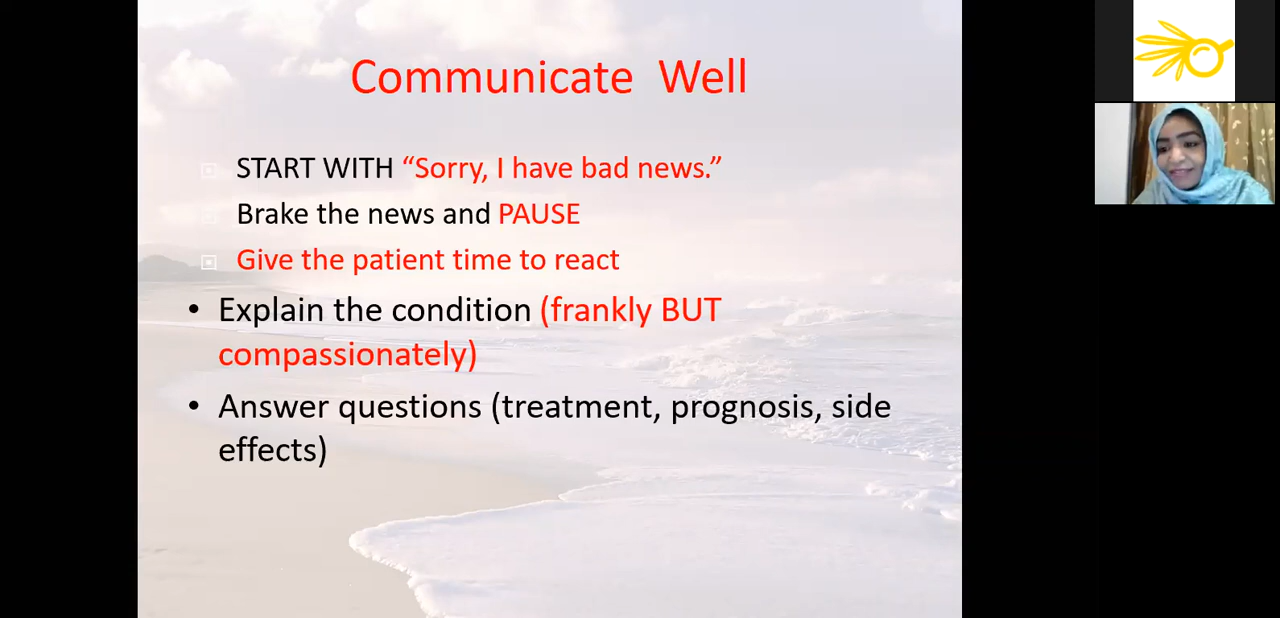 Communicate Well
START WITH “Sorry, I have bad news.”
Brake the news and PAUSE
Give the patient time to react
• Explain the condition (frankly BUT
compassionately)
• Answer questions (treatment, prognosis, side
effects)